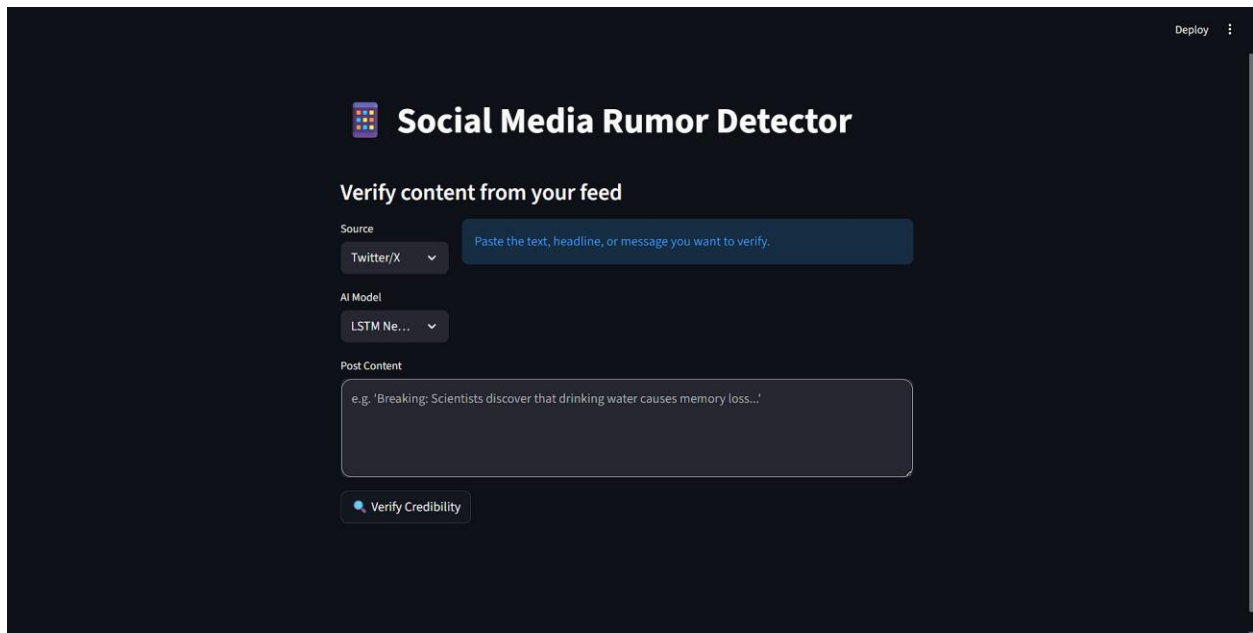 Deploy
Social Media Rumor Detector
Verify content from your feed
Source
Twitter/X
Paste the text, headline, or message you want to verify.
AI Model
LSTM Ne...
Post Content
e.g. 'Breaking: Scientists discover that drinking water causes memory loss...'
Verify Credibility